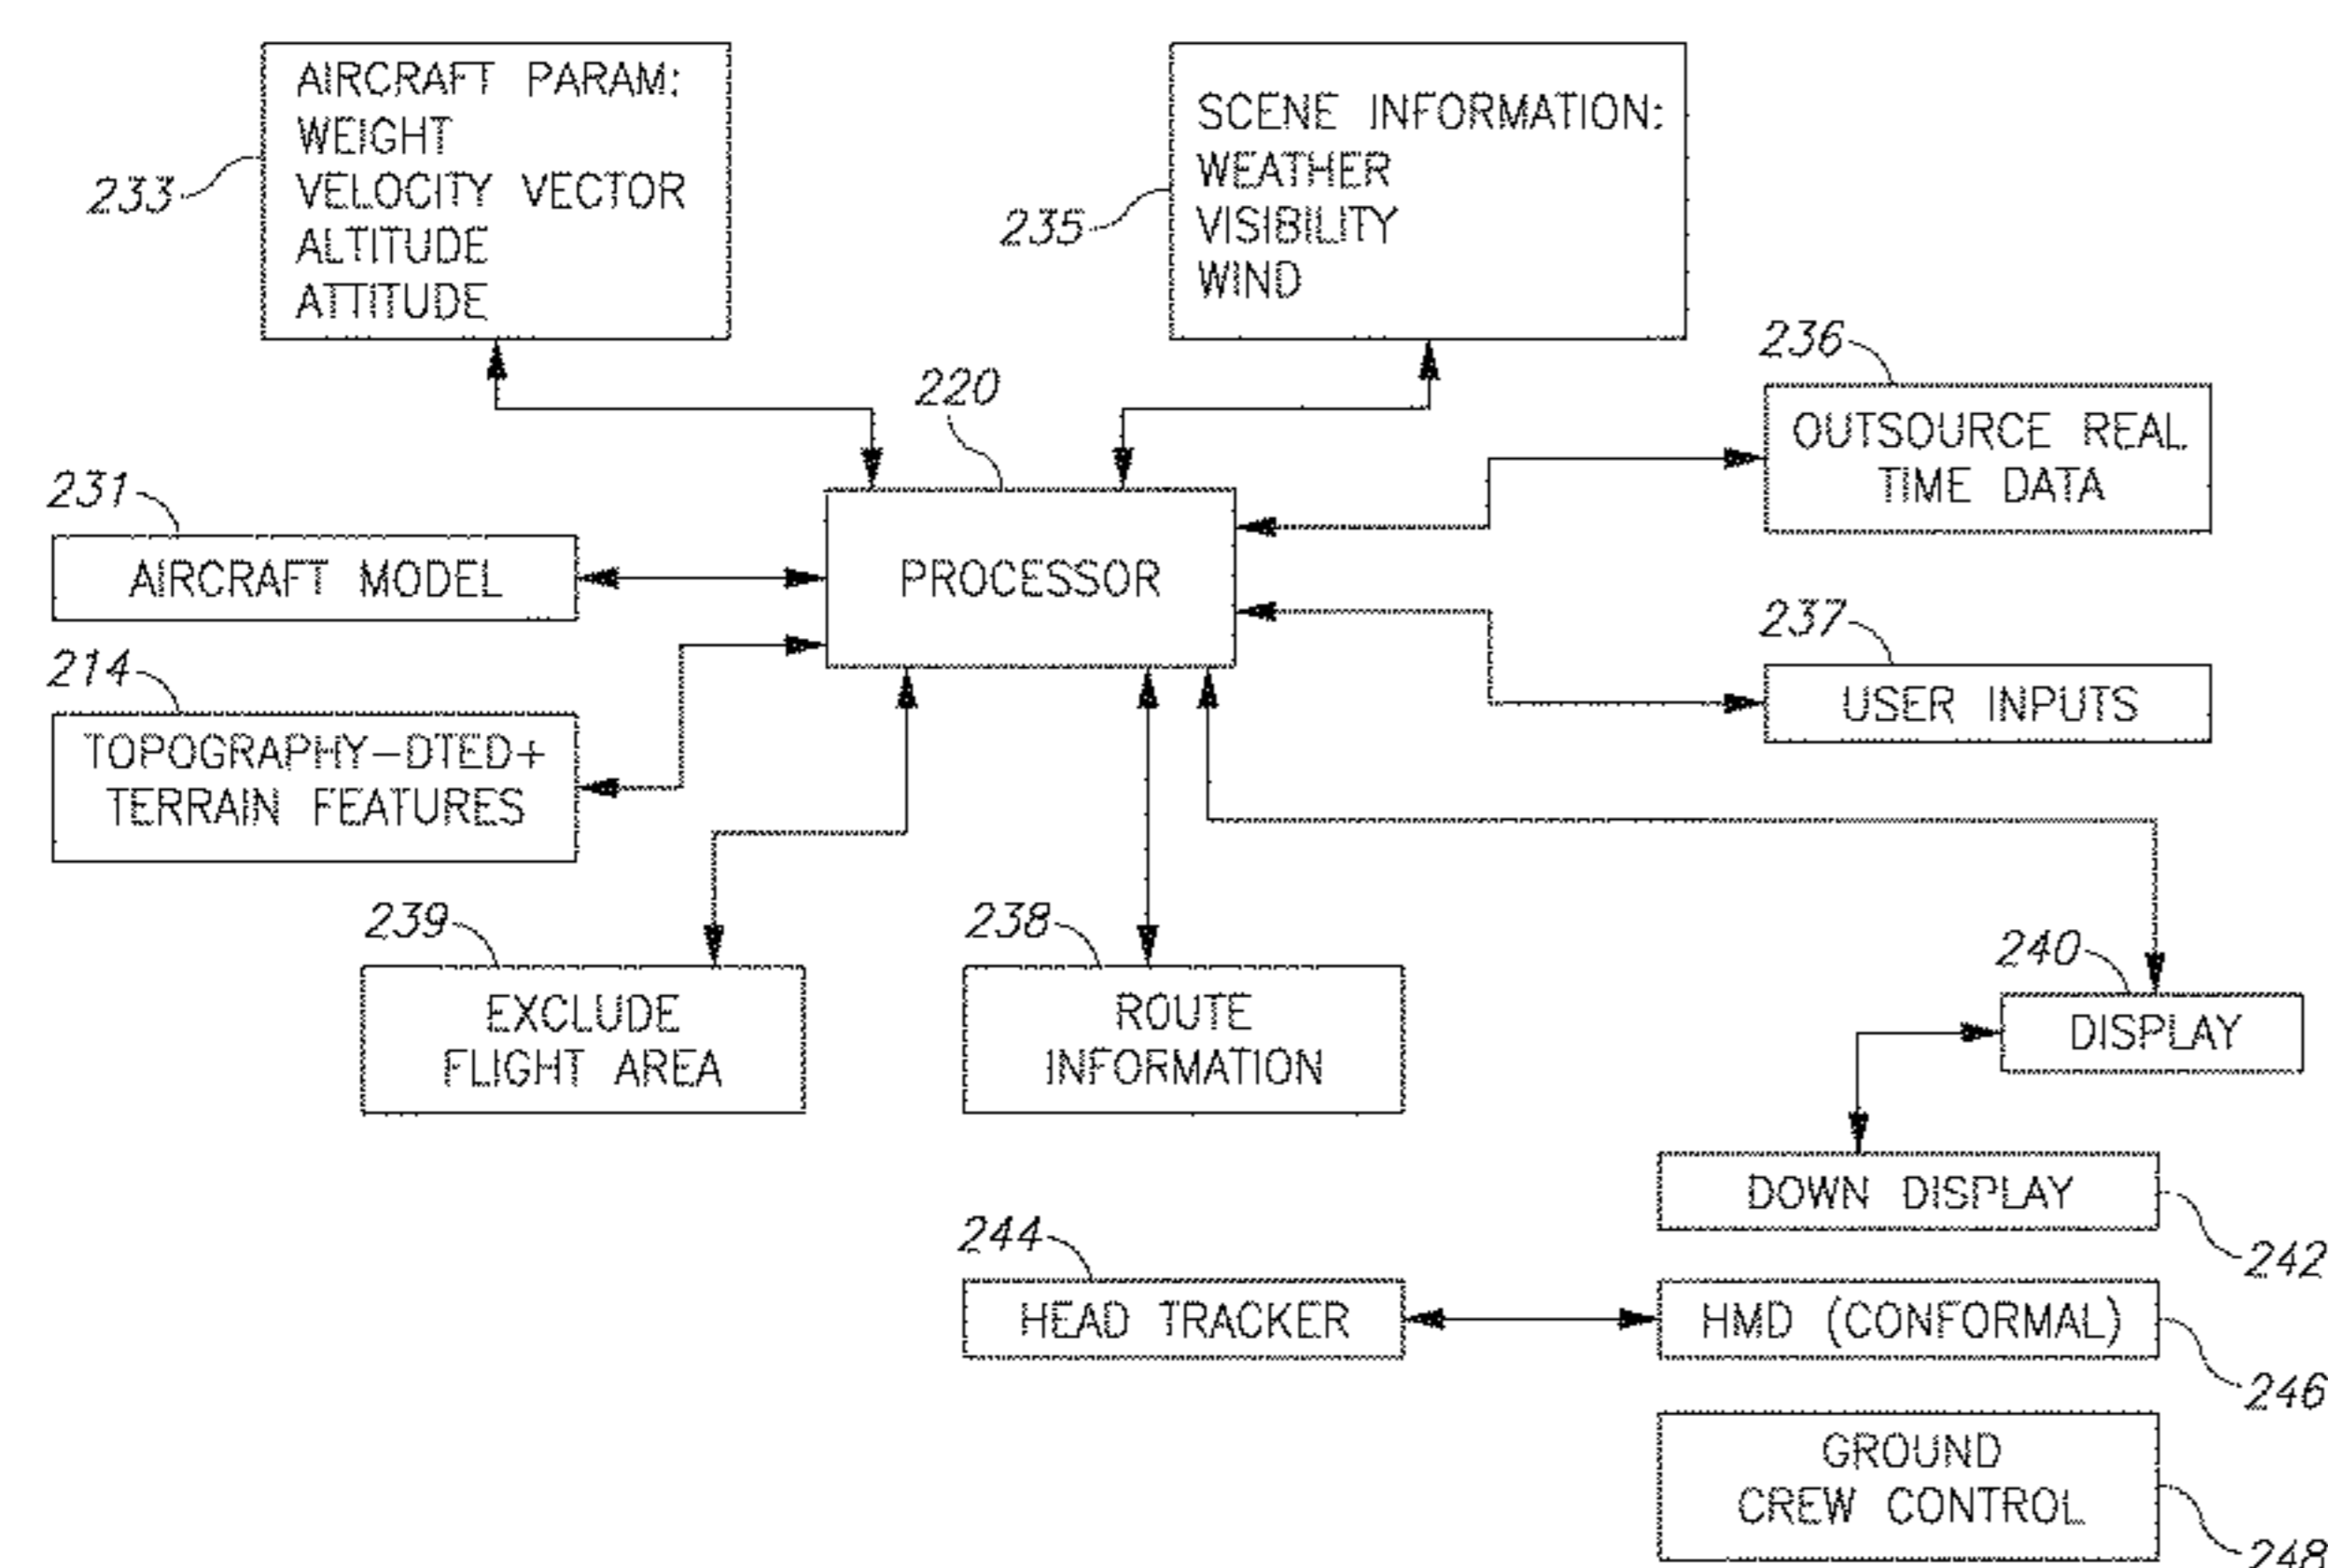 AIRCRAFT PARAM:
WEIGHT
VELOCITY VECTOR
ALTITUDE
ATTITUDE
233
SCENE INFORMATION:
WEATHER
VISIBILITY
WIND
235
236
OUTSOURCE REAL
TIME DATA
220
PROCESSOR
231
AIRCRAFT MODEL
237
USER INPUTS
214
TOPOGRAPHY-DTED+
TERRAIN FEATURES
239
EXCLUDE
FLIGHT AREA
238
ROUTE
INFORMATION
240
DISPLAY
DOWN DISPLAY
242
244
HEAD TRACKER
HMD (CONFORMAL)
246
GROUND
CREW CONTROL
248